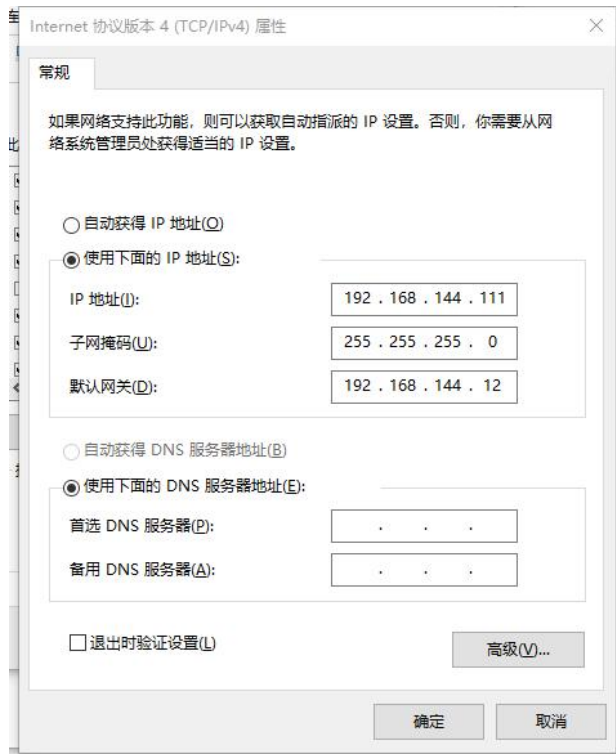 Internet 协议版本 4 (TCP/IPv4) 属性
常规
如果网络支持此功能，则可以获取自动指派的 IP 设置。否则，你需要从网
络系统管理员处获得适当的 IP 设置。
自动获得 IP 地址(O)
使用下面的 IP 地址(S):
IP 地址(I): 192 . 168 . 144 . 111
子网掩码(U): 255 . 255 . 255 . 0
默认网关(D): 192 . 168 . 144 . 12
自动获得 DNS 服务器地址(B)
使用下面的 DNS 服务器地址(E):
首选 DNS 服务器(P): . . .
备用 DNS 服务器(A): . . .
退出时验证设置(L)
高级(V)...
确定 取消